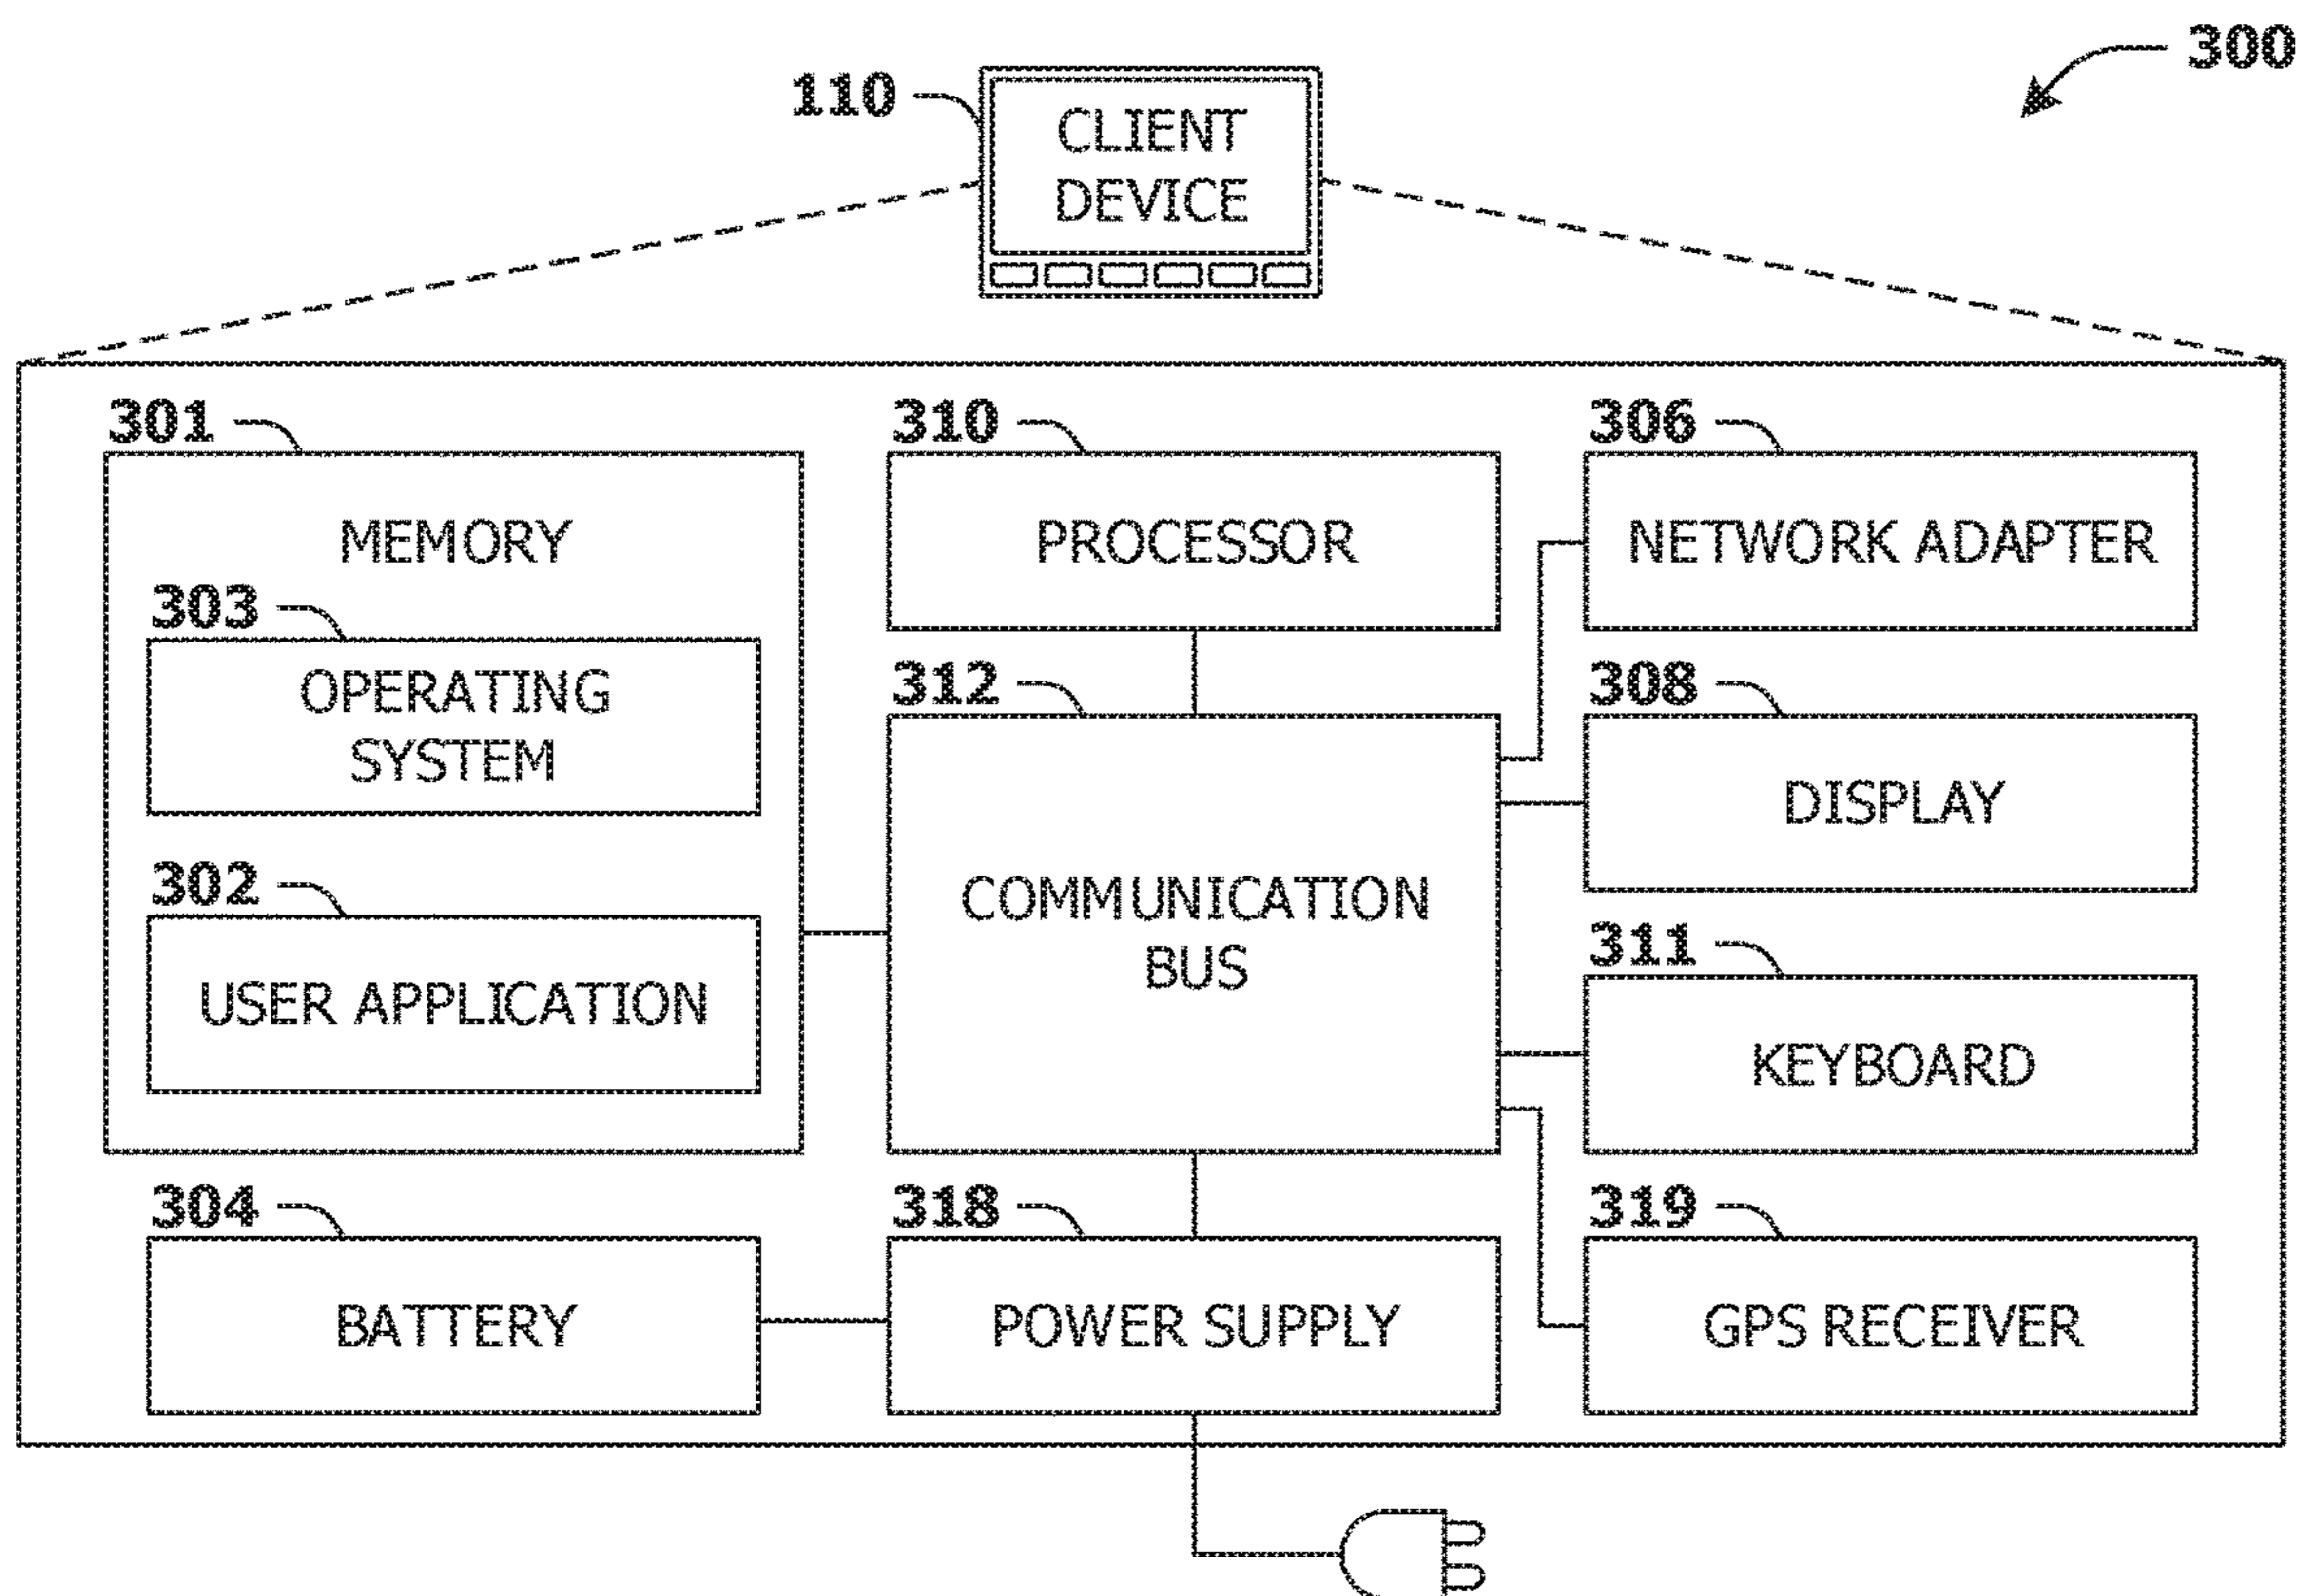 300
110
CLIENT
DEVICE
301
310
306
MEMORY
PROCESSOR
NETWORK ADAPTER
303
312
308
OPERATING
SYSTEM
DISPLAY
302
COMMUNICATION
BUS
311
USER APPLICATION
KEYBOARD
304
318
319
BATTERY
POWER SUPPLY
GPS RECEIVER